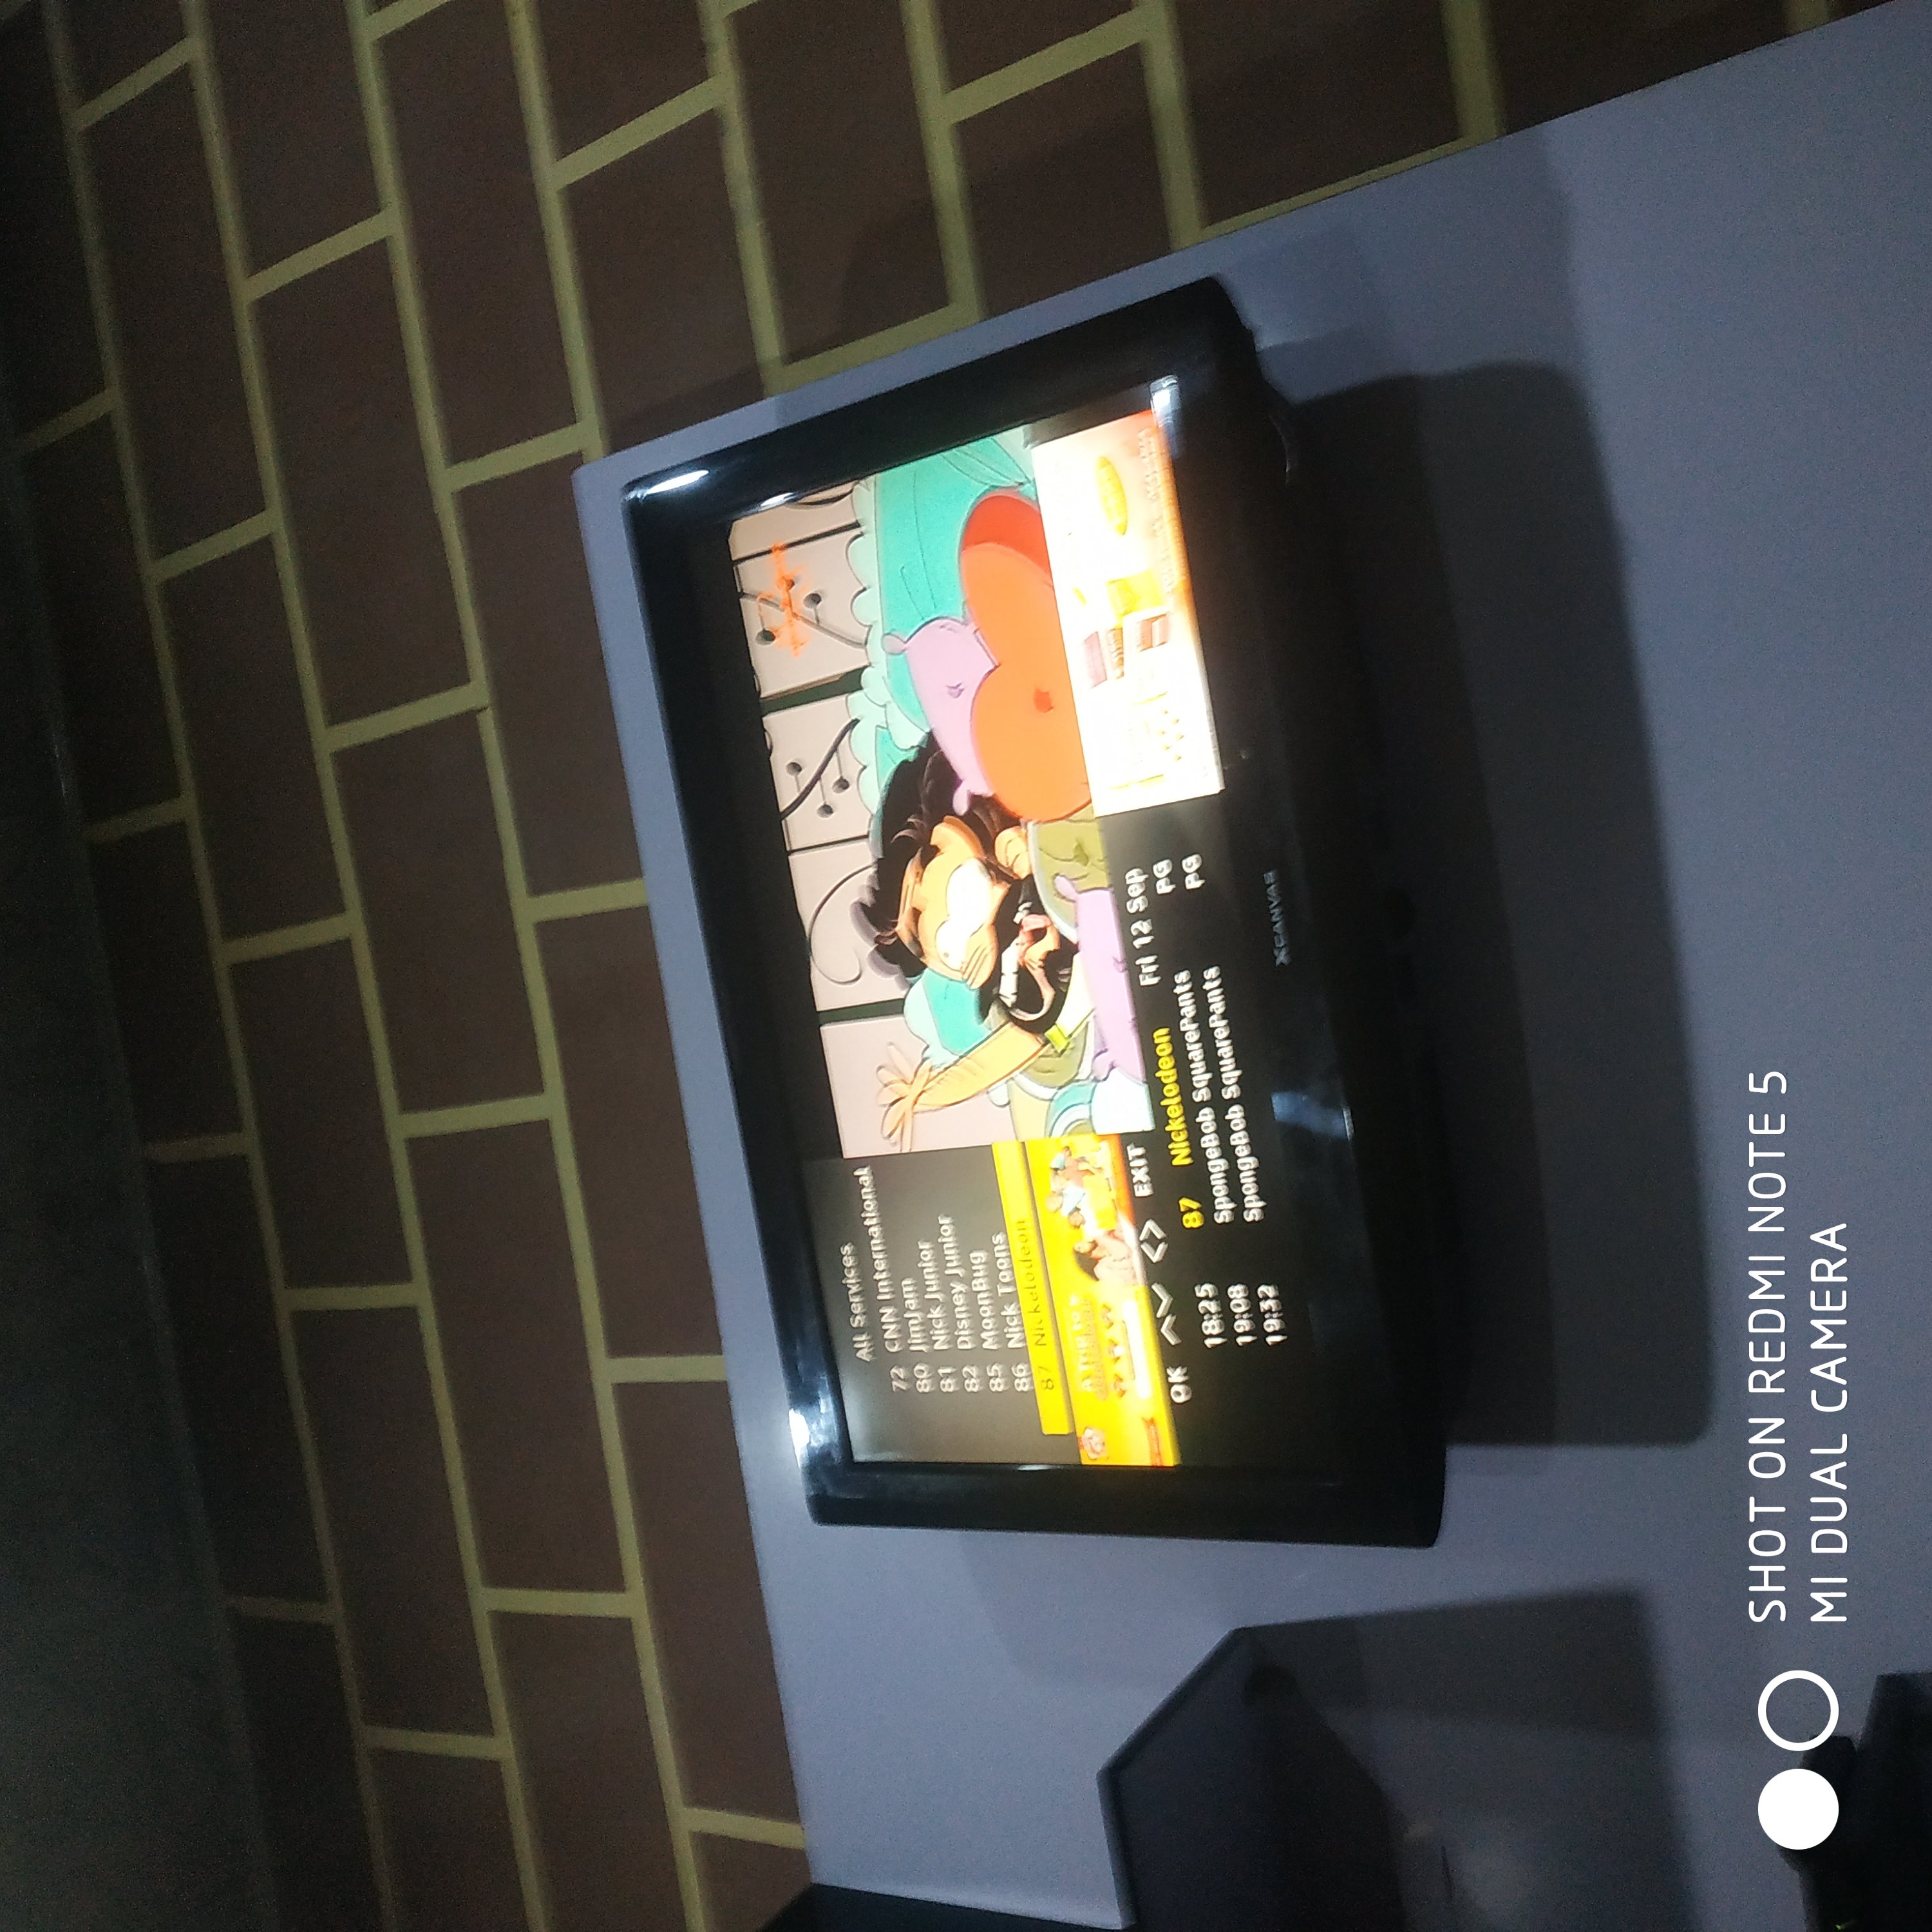 All Services
72 CNN International
80 JimJam
81 Nick Junior
82 Disney Junior
85 MoonBug
86 Nick Toons
87 Nickelodeon
A Trip to
OK EXIT
87 Nickelodeon Fri 12 Sep
18:25 SpongeBob SquarePants PG
19:08 SpongeBob SquarePants PG
19:32
XCANVAS
SHOT ON REDMI NOTE 5
MI DUAL CAMERA